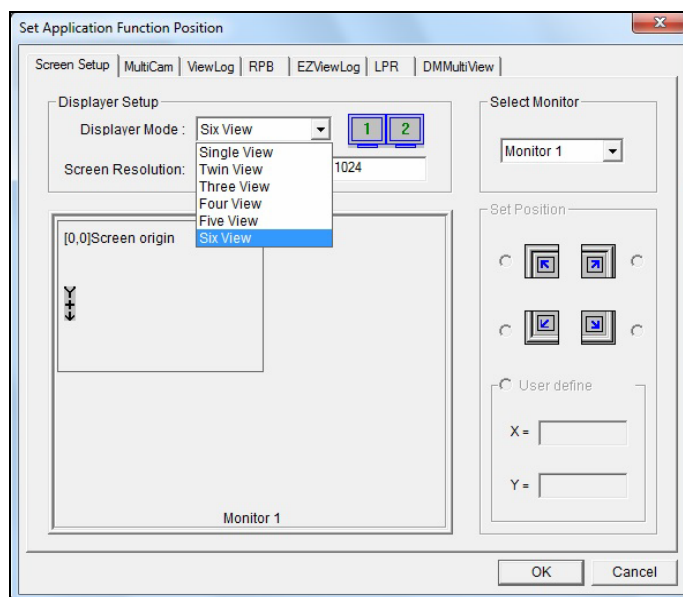 Set Application Function Position
x
Screen Setup MultiCam ViewLog RPB EZViewLog LPR DMMultiView
Displayer Setup
Displayer Mode : Six View
1 2
Single View
Twin View
Three View
Four View
Five View
Six View
Screen Resolution: 1024
Select Monitor
Monitor 1
[0,0]Screen origin
Y
+
Monitor 1
Set Position
User define
X =
Y =
OK Cancel